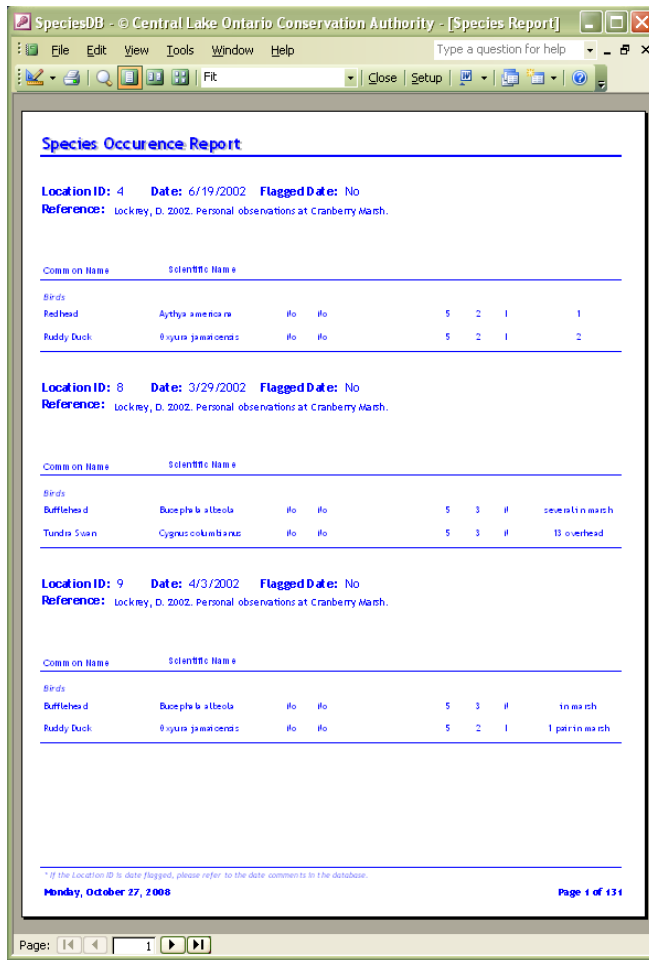 SpeciesDB - © Central Lake Ontario Conservation Authority - [Species Report]
File Edit View Tools Window Help Type a question for help
Fit Close Setup
Species Occurence Report
Location ID: 4 Date: 6/19/2002 Flagged Date: No
Reference: Lockrey, D. 2002. Personal observations at Cranberry Marsh.
Common Name Scientific Name
Birds
Redhead Aythya americana No No 5 2 1
Ruddy Duck Oxyura jamaicensis No No 5 2 2
Location ID: 8 Date: 3/29/2002 Flagged Date: No
Reference: Lockrey, D. 2002. Personal observations at Cranberry Marsh.
Common Name Scientific Name
Birds
Bufflehead Bucephala albeola No No 5 3 several in marsh
Tundra Swan Cygnus columbianus No No 5 3 13 overhead
Location ID: 9 Date: 4/3/2002 Flagged Date: No
Reference: Lockrey, D. 2002. Personal observations at Cranberry Marsh.
Common Name Scientific Name
Birds
Bufflehead Bucephala albeola No No 5 3 in marsh
Ruddy Duck Oxyura jamaicensis No No 5 2 1 pair in marsh
* If the Location ID is date flagged, please refer to the date comments in the database.
Monday, October 27, 2008 Page 1 of 131
Page: 1